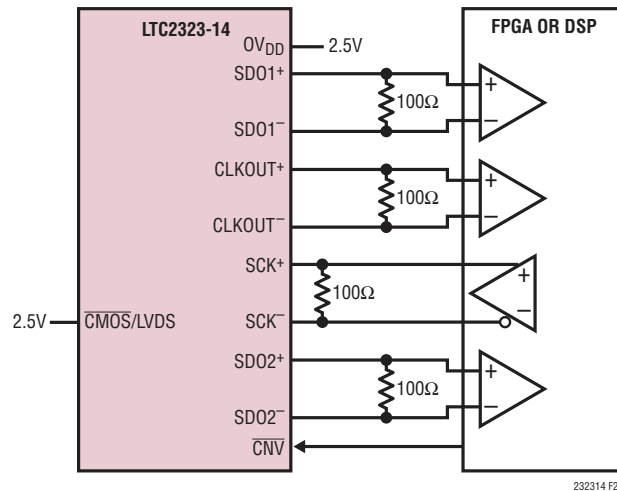 LTC2323-14
FPGA OR DSP
OVDD
2.5V
SDO1+
+
100Ω
SDO1–
–
CLKOUT+
+
100Ω
CLKOUT–
–
SCK+
+
100Ω
2.5V
CMOS/LVDS
SCK–
–
SDO2+
+
100Ω
SDO2–
–
CNV
232314 F2